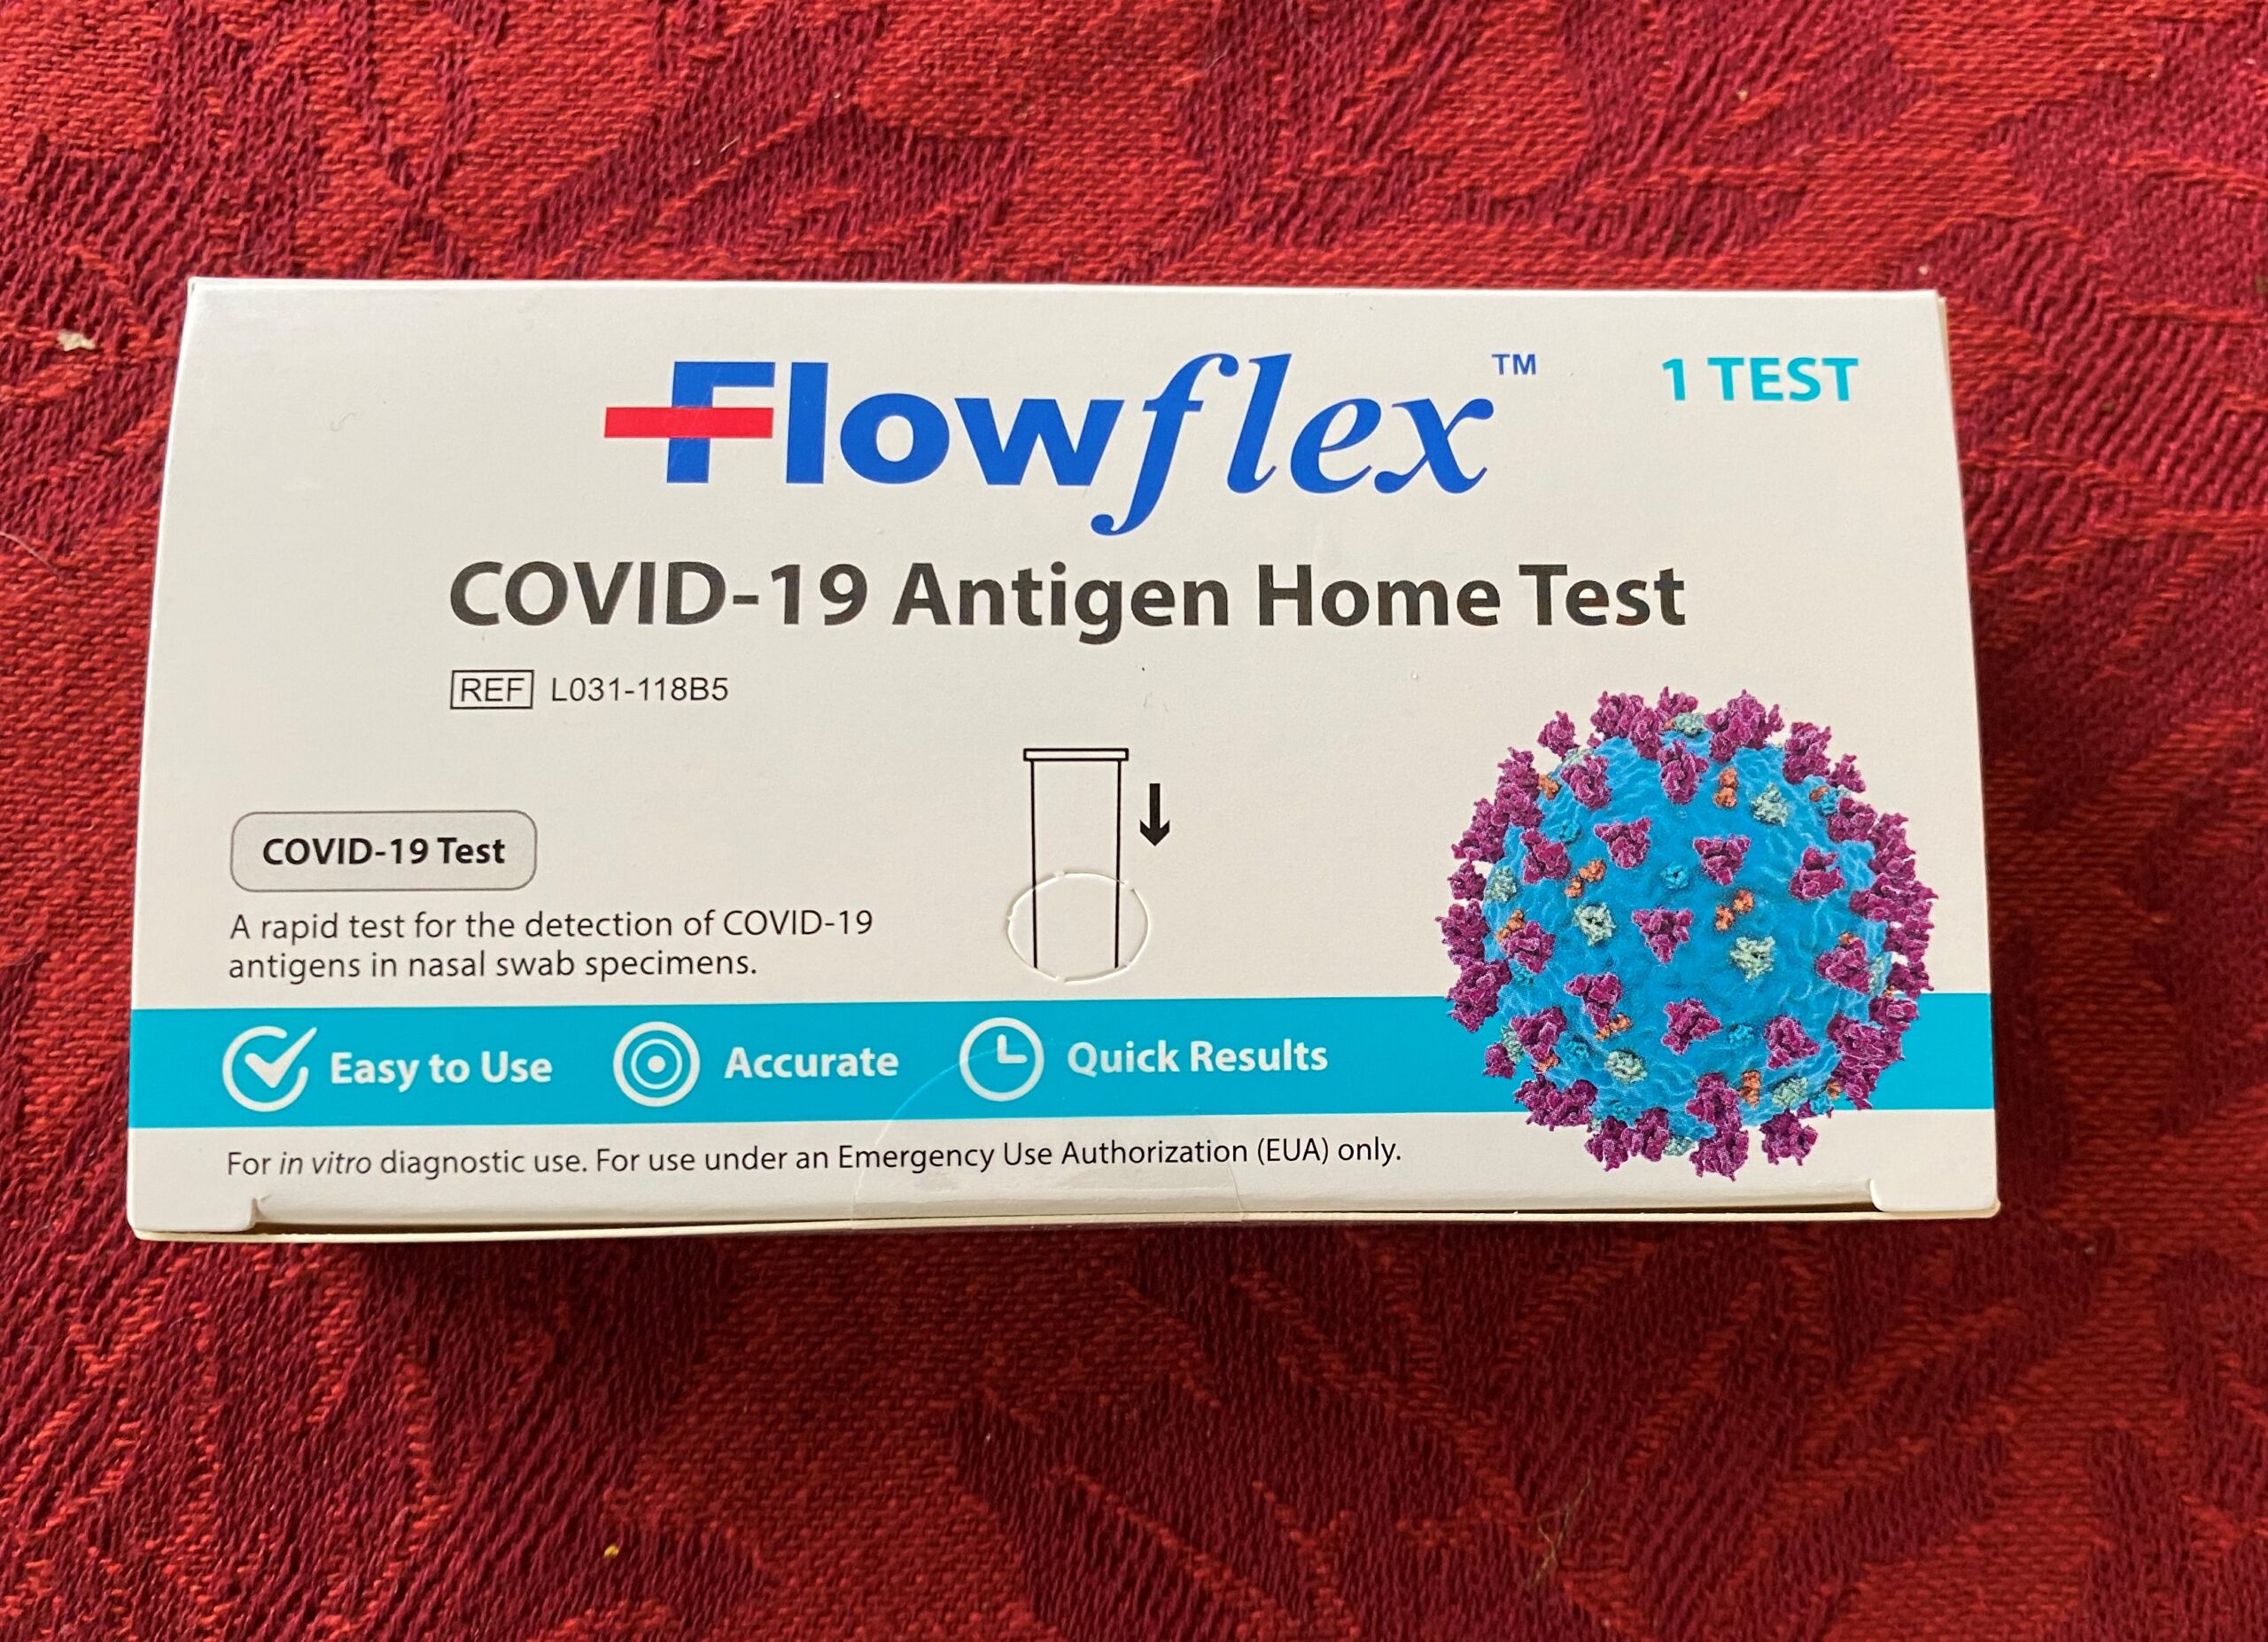 Flowflex™ 1 TEST
COVID-19 Antigen Home Test
REF L031-118B5
COVID-19 Test
A rapid test for the detection of COVID-19
antigens in nasal swab specimens.
Easy to Use Accurate Quick Results
For in vitro diagnostic use. For use under an Emergency Use Authorization (EUA) only.